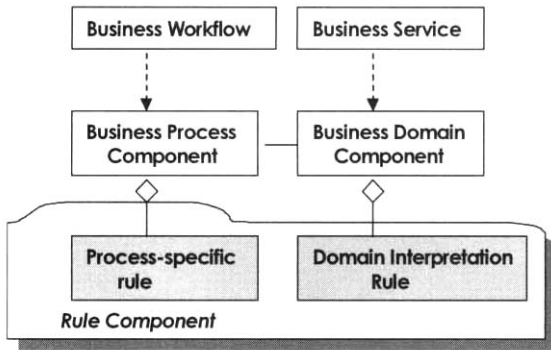 Business Workflow
Business Service
Business Process
Component
Business Domain
Component
Process-specific
rule
Domain Interpretation
Rule
Rule Component